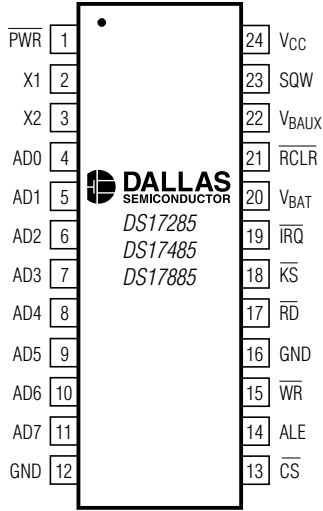 PWR 1 24 VCC
X1 2 23 SQW
X2 3 22 VBAUX
AD0 4 21 RCLR
AD1 5 20 VBAT
AD2 6 19 IRQ
AD3 7 18 KS
AD4 8 17 RD
AD5 9 16 GND
AD6 10 15 WR
AD7 11 14 ALE
GND 12 13 CS
DALLAS
SEMICONDUCTOR
DS17285
DS17485
DS17885